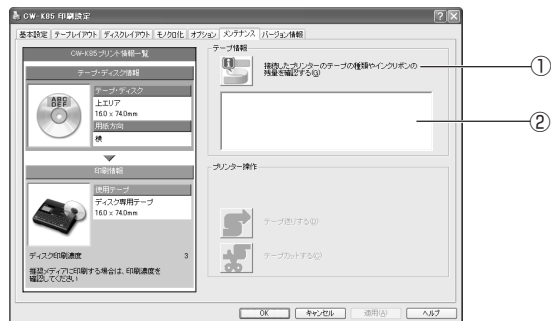 CW-K85 印刷設定
基本設定 テープレイアウト ディスクレイアウト モノクロ化 オプション メンテナンス バージョン情報
CW-K85プリント情報一覧
テープ・ディスク情報
ABC
DEF
テープ・ディスク
上エリア
16.0 × 74.0mm
用紙方向
横
印刷情報
使用テープ
ディスク専用テープ
16.0 × 74.0mm
ディスク印刷濃度 3
推奨メディアに印刷する場合は、印刷濃度を
確認してください
テープ情報
接続したプリンターのテープの種類やインクリボンの
残量を確認する(Q)
①
②
プリンター操作
テープ送りする(D)
テープカットする(C)
OK キャンセル 適用(A) ヘルプ